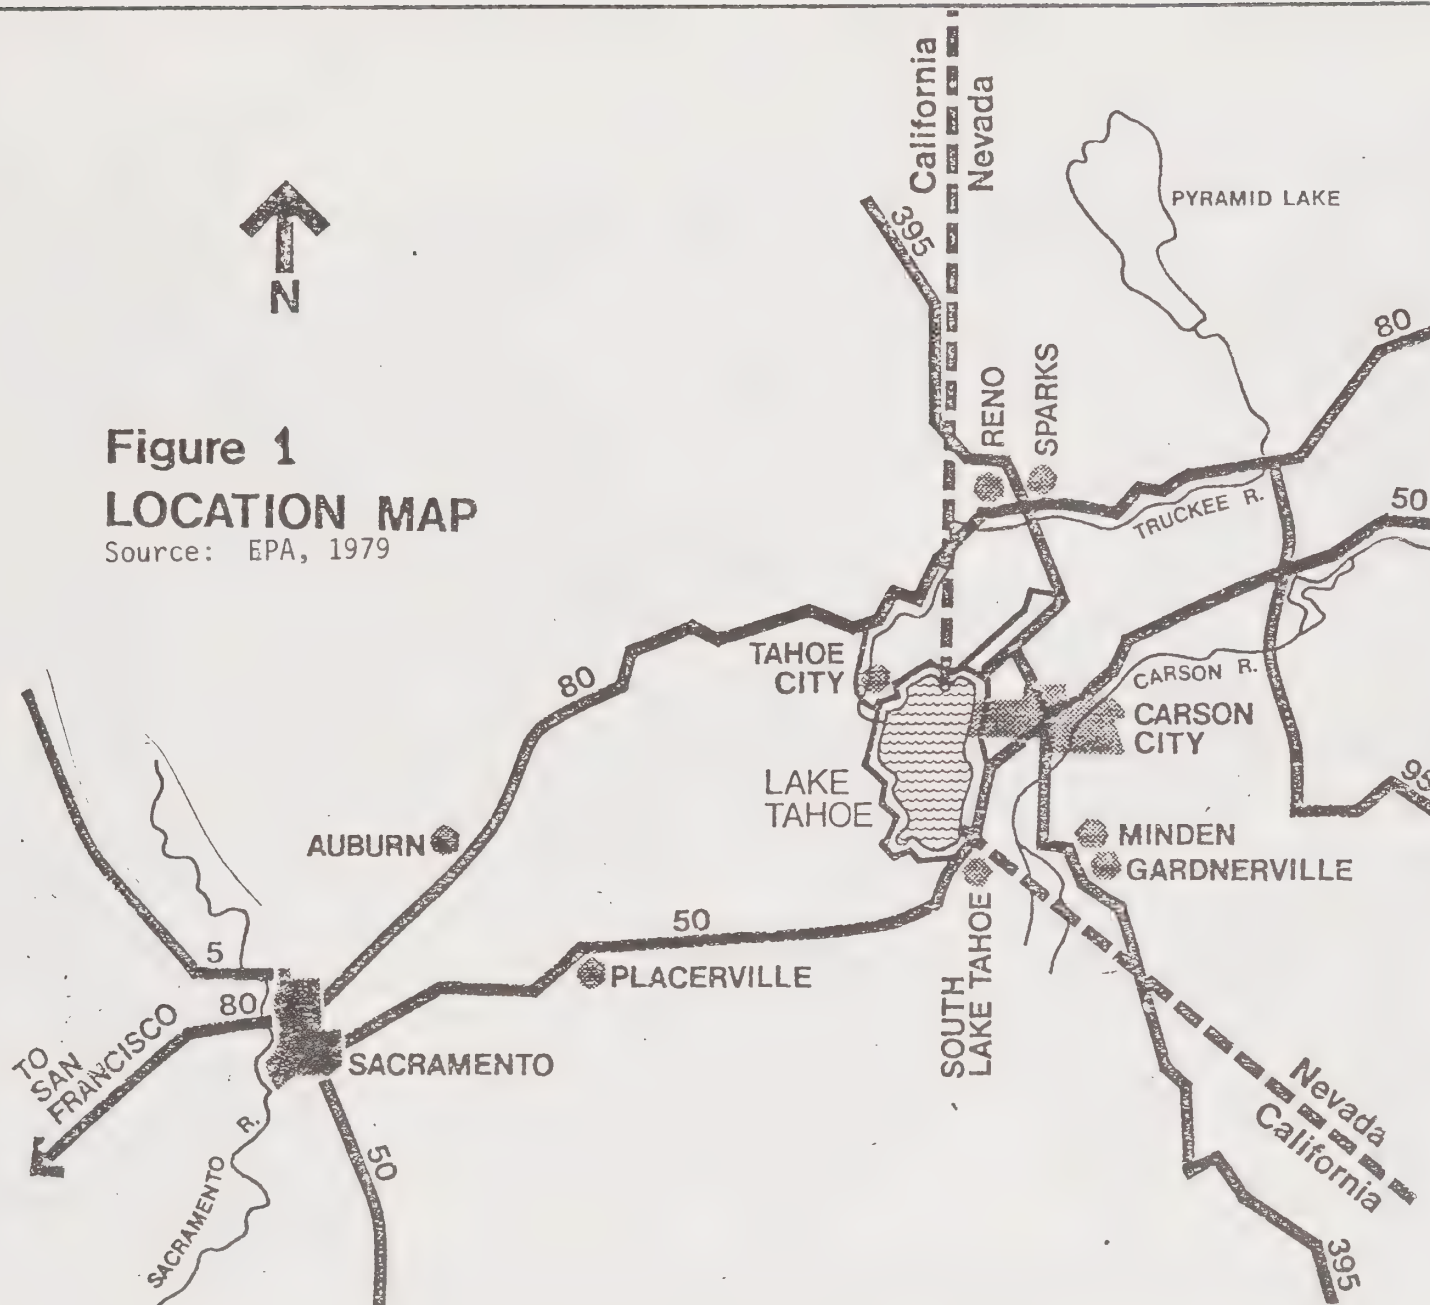 California
Nevada
395
PYRAMID LAKE
N
80
RENO
SPARKS
Figure 1
LOCATION MAP
Source: EPA, 1979
50
TRUCKEE R.
TAHOE
CITY
80
CARSON R.
CARSON
CITY
LAKE
TAHOE
95
AUBURN
MINDEN
GARDNERVILLE
50
SOUTH
LAKE TAHOE
PLACERVILLE
5
80
TO
SAN
FRANCISCO
SACRAMENTO
SACRAMENTO R.
50
Nevada
California
395